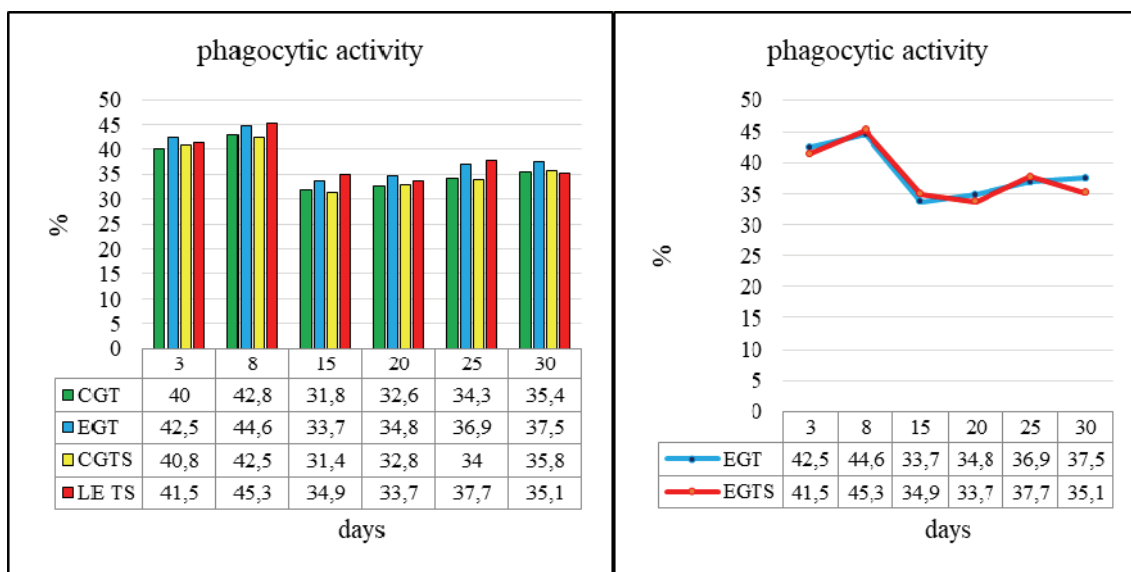 phagocytic activity
50
45
40
35
30
25
20
15
10
5
0
%
3 8 15 20 25 30
CGT 40 42,8 31,8 32,6 34,3 35,4
EGT 42,5 44,6 33,7 34,8 36,9 37,5
CGTS 40,8 42,5 31,4 32,8 34 35,8
LE TS 41,5 45,3 34,9 33,7 37,7 35,1
days
phagocytic activity
50
45
40
35
30
25
20
15
10
5
0
%
3 8 15 20 25 30
EGT 42,5 44,6 33,7 34,8 36,9 37,5
EGTS 41,5 45,3 34,9 33,7 37,7 35,1
days